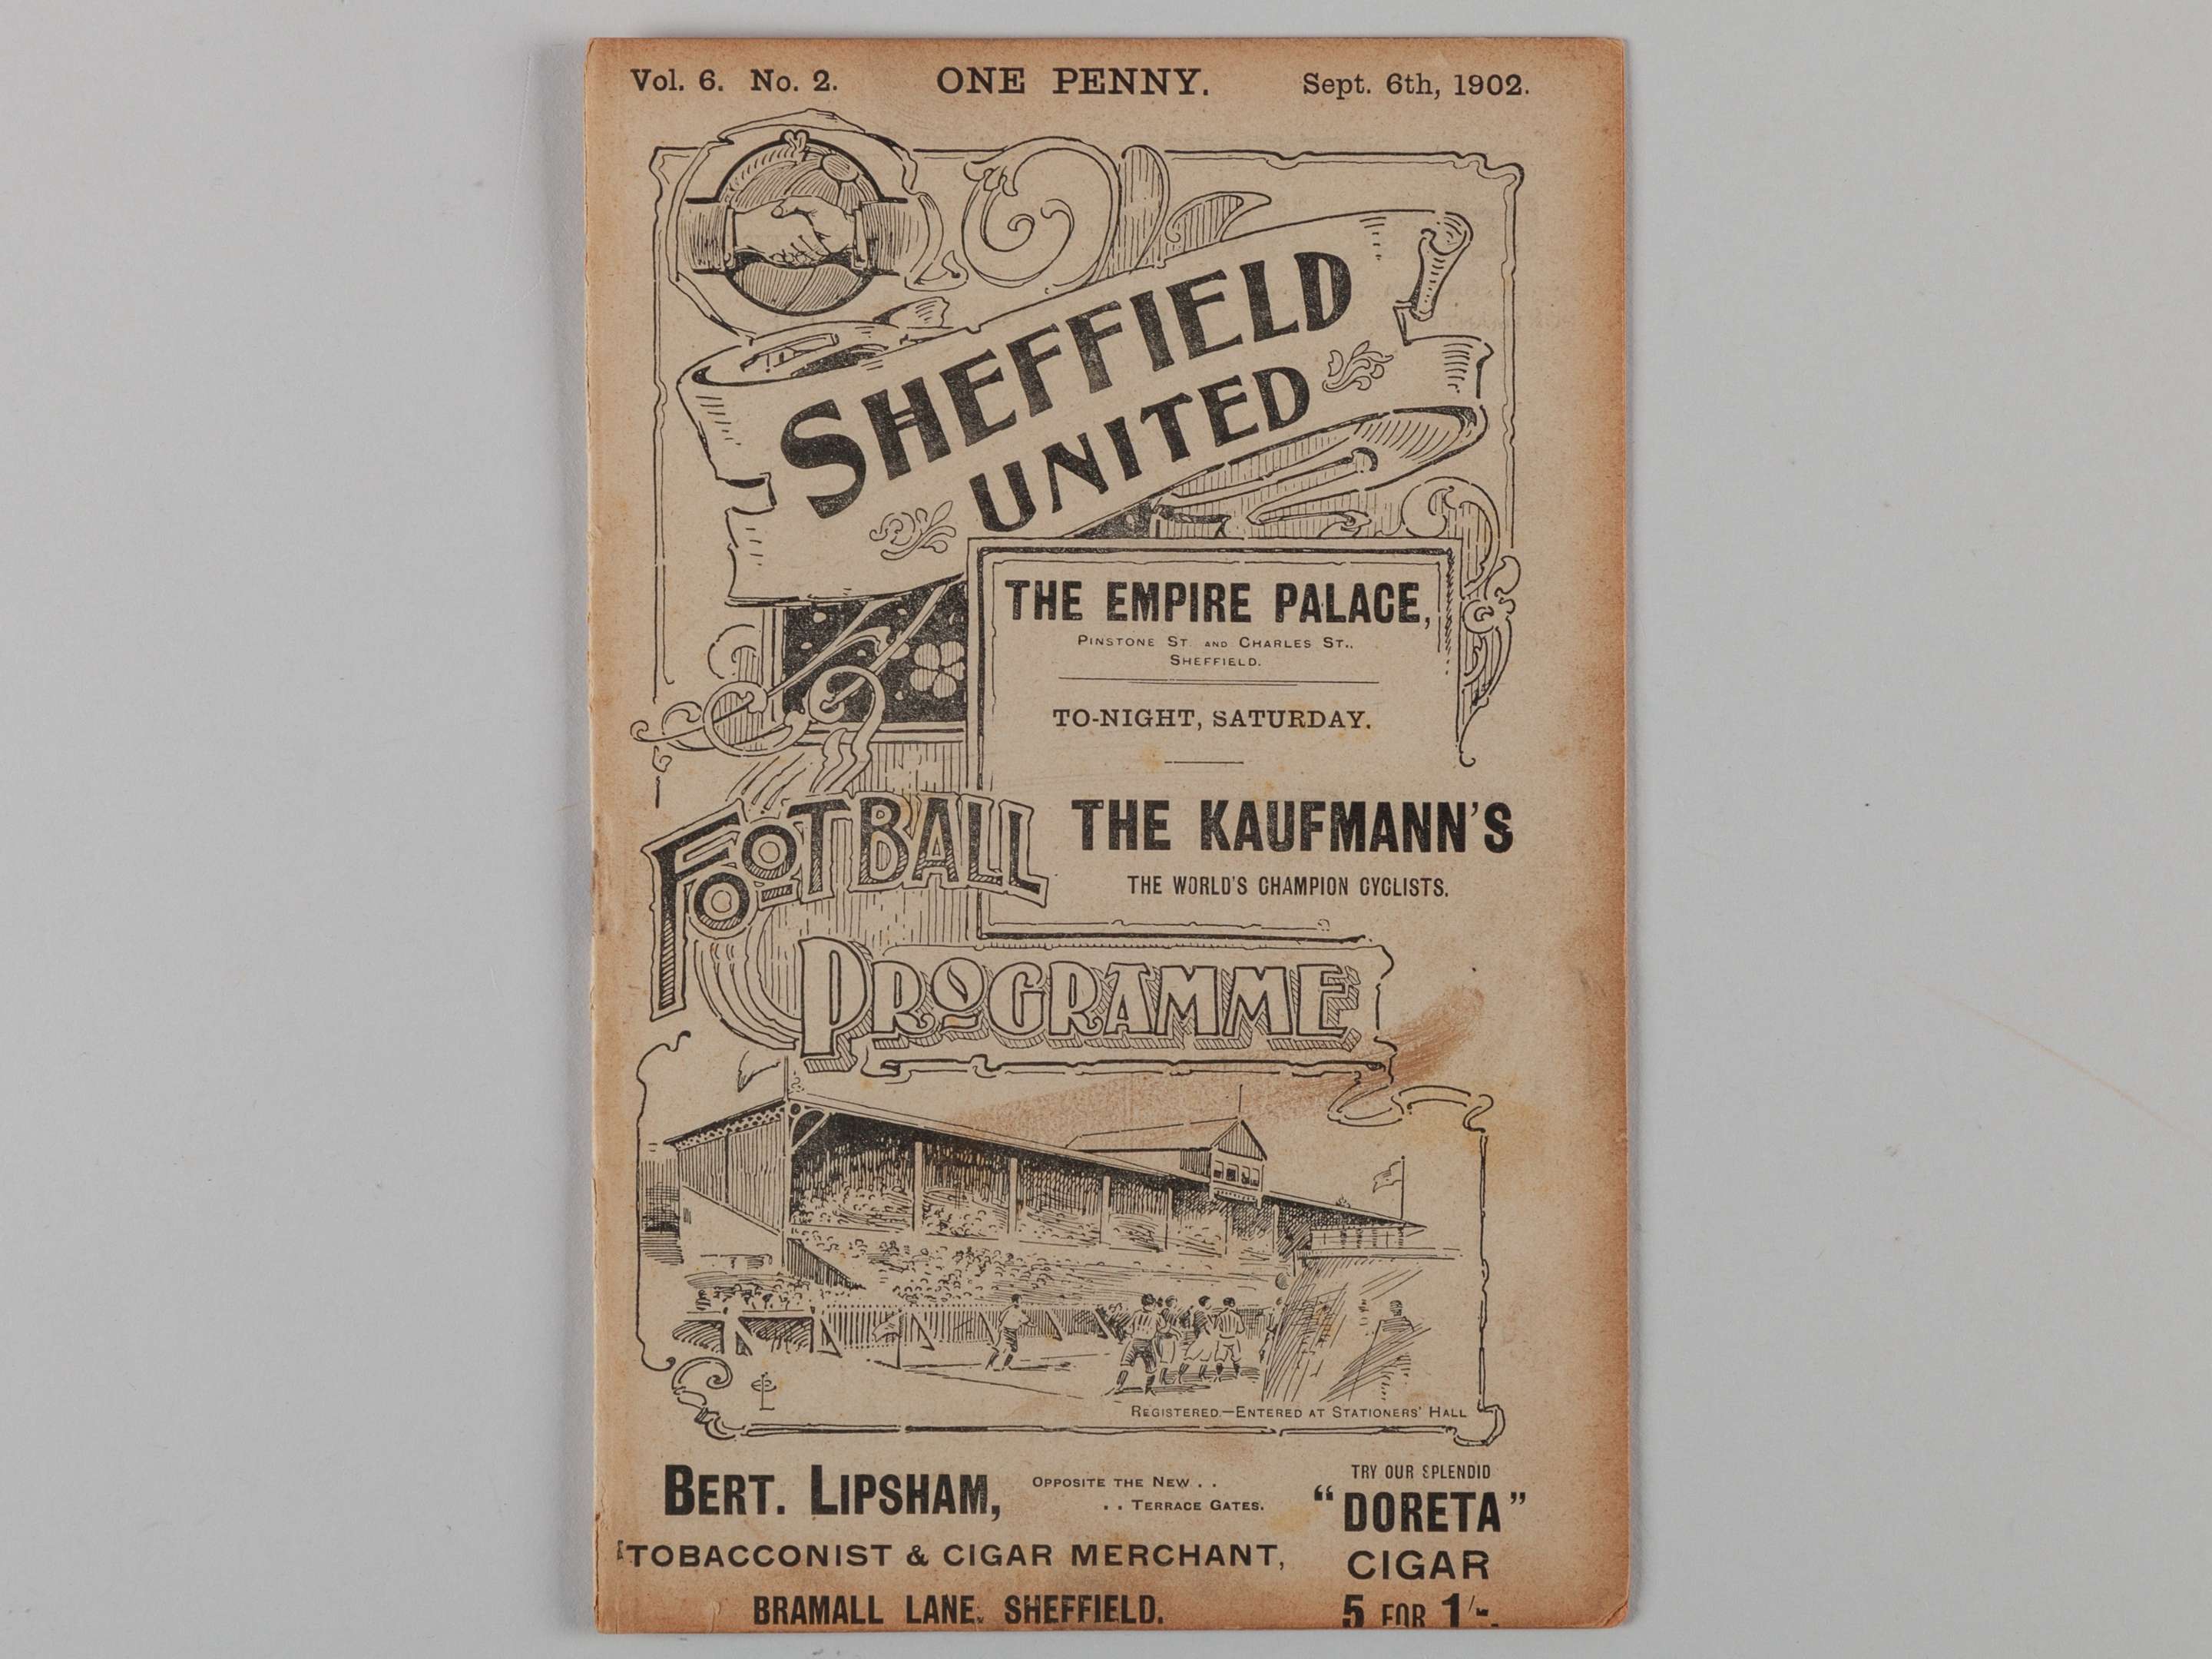 Vol. 6. No. 2. ONE PENNY. Sept. 6th, 1902.
SHEFFIELD
UNITED
THE EMPIRE PALACE,
PINSTONE ST. AND CHARLES ST.,
SHEFFIELD.
TO-NIGHT, SATURDAY.
FOOTBALL
THE KAUFMANN'S
THE WORLD'S CHAMPION CYCLISTS.
PROGRAMME
REGISTERED.—ENTERED AT STATIONERS' HALL
BERT. LIPSHAM,
OPPOSITE THE NEW . .
. . TERRACE GATES.
TOBACCONIST & CIGAR MERCHANT,
BRAMALL LANE, SHEFFIELD.
TRY OUR SPLENDID
"DORETA"
CIGAR
5 FOR 1/-.